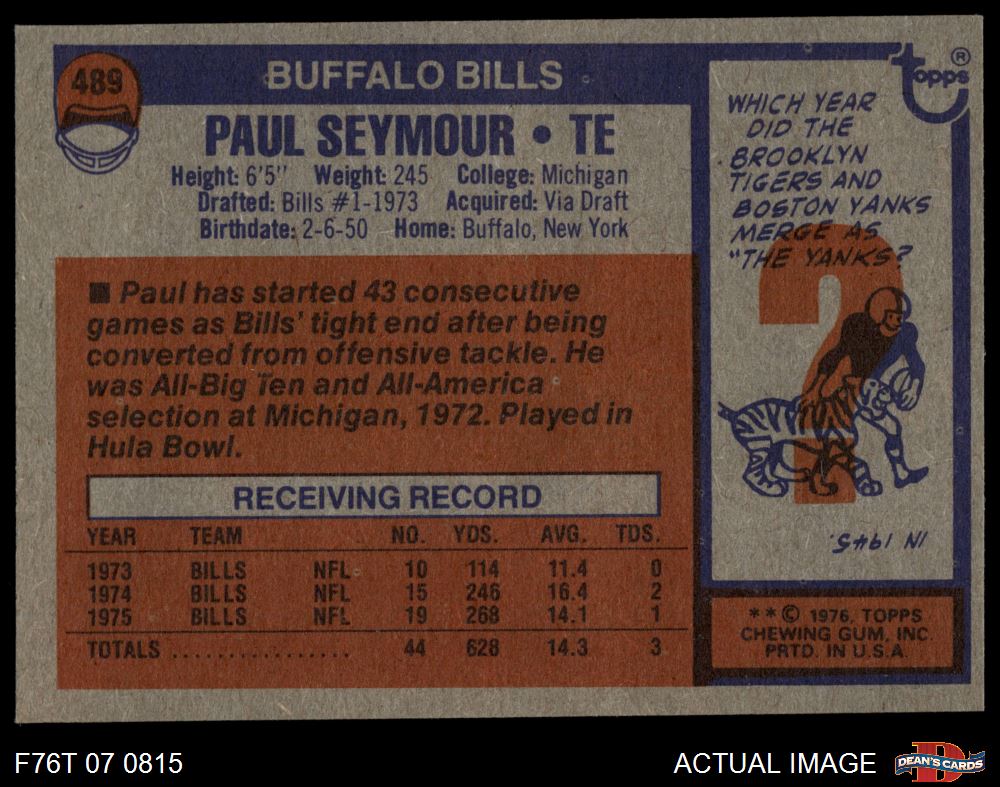 489
BUFFALO BILLS
PAUL SEYMOUR • TE
Height: 6'5" Weight: 245 College: Michigan
Drafted: Bills #1-1973 Acquired: Via Draft
Birthdate: 2-6-50 Home: Buffalo, New York
■ Paul has started 43 consecutive
games as Bills' tight end after being
converted from offensive tackle. He
was All-Big Ten and All-America
selection at Michigan, 1972. Played in
Hula Bowl.
RECEIVING RECORD
YEAR TEAM NO. YDS. AVG. TDS.
1973 BILLS NFL 10 114 11.4 0
1974 BILLS NFL 15 246 16.4 2
1975 BILLS NFL 19 268 14.1 1
TOTALS ................ 44 628 14.3 3
topps ®
WHICH YEAR
DID THE
BROOKLYN
TIGERS AND
BOSTON YANKS
MERGE AS
"THE YANKS?
?
IN 1945.
** © 1976, TOPPS
CHEWING GUM, INC.
PRTD. IN U.S.A.
F76T 07 0815
ACTUAL IMAGE
D
DEAN'S CARDS